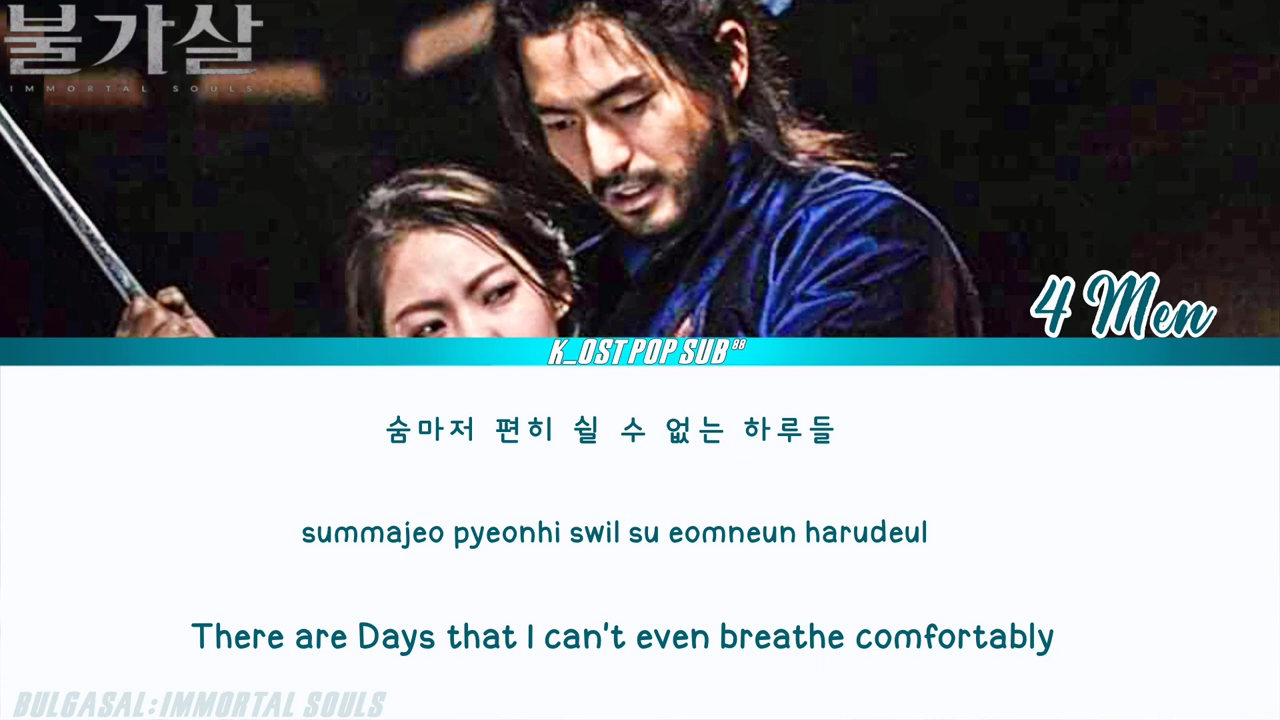 불가살
IMMORTAL SOULS
4 Men
K_OST POP SUB 98
숨마저 편히 쉴 수 없는 하루들
summajeo pyeonhi swil su eomneun harudeul
There are Days that I can't even breathe comfortably
BULGASAL:IMMORTAL SOULS